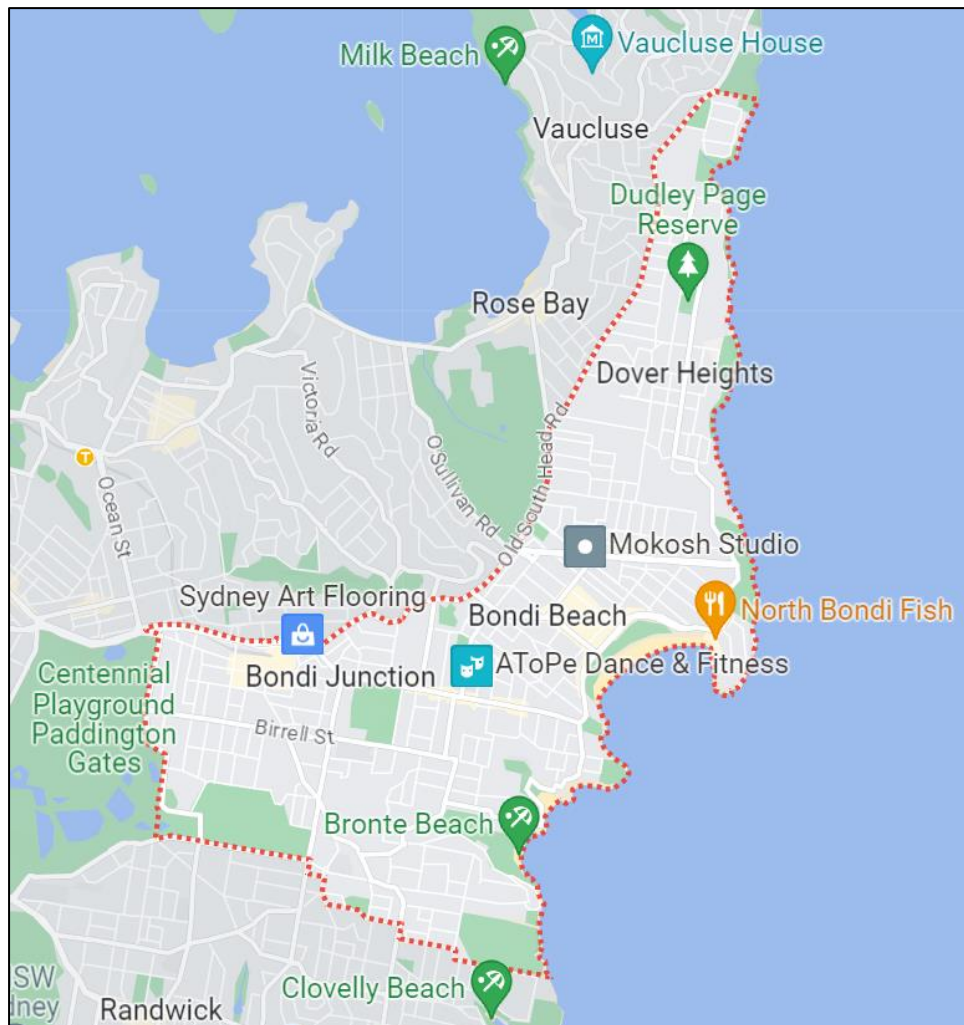 Milk Beach
Vaucluse House
Vaucluse
Dudley Page
Reserve
Rose Bay
Dover Heights
Victoria Rd
O'Sullivan Rd
Old South Head Rd
Ocean St
T
Mokosh Studio
Sydney Art Flooring
Bondi Beach
North Bondi Fish
Centennial
Playground
Paddington
Gates
Bondi Junction
AToPe Dance & Fitness
Birrell St
Bronte Beach
Clovelly Beach
SW
dney
Randwick